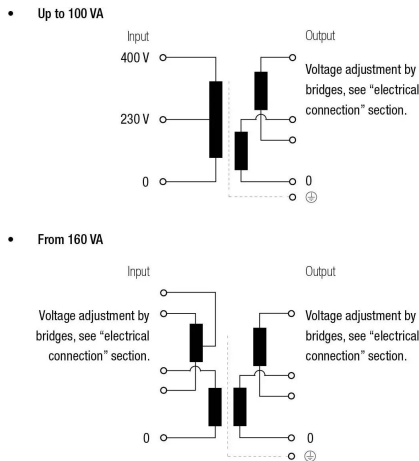 • Up to 100 VA
Input
Output
400 V
Voltage adjustment by
bridges, see “electrical
connection” section.
230 V
0
0
• From 160 VA
Input
Output
Voltage adjustment by
bridges, see “electrical
connection” section.
Voltage adjustment by
bridges, see “electrical
connection” section.
0
0